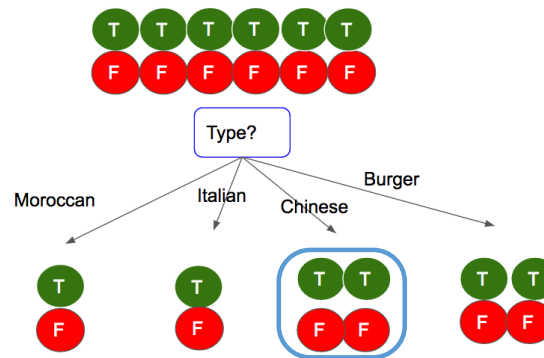 T T T T T T
F F F F F F
Type?
Moroccan
Italian
Chinese
Burger
T T T T T T
F F F F F F